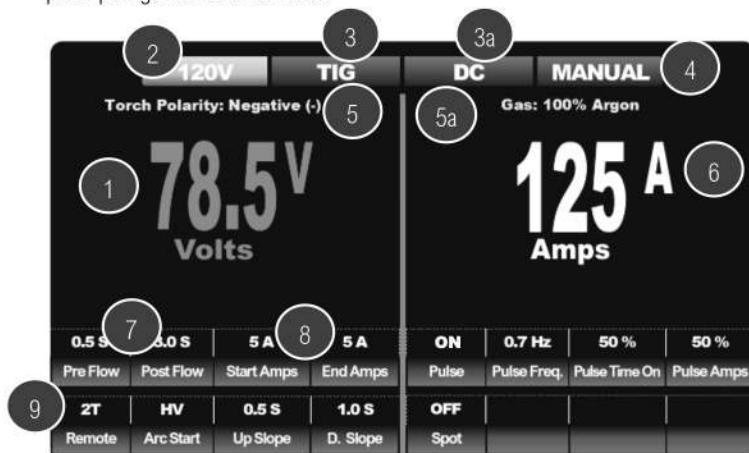 2 3 3a
120V TIG DC MANUAL 4
Torch Polarity: Negative (-) 5 5a Gas: 100% Argon
1 78.5 V 125 A 6
Volts Amps
7 8
0.5 S .0 S 5 A 5 A ON 0.7 Hz 50 % 50 %
Pre Flow Post Flow Start Amps End Amps Pulse Pulse Freq. Pulse Time On Pulse Amps
9 2T HV 0.5 S 1.0 S OFF
Remote Arc Start Up Slope D. Slope Spot